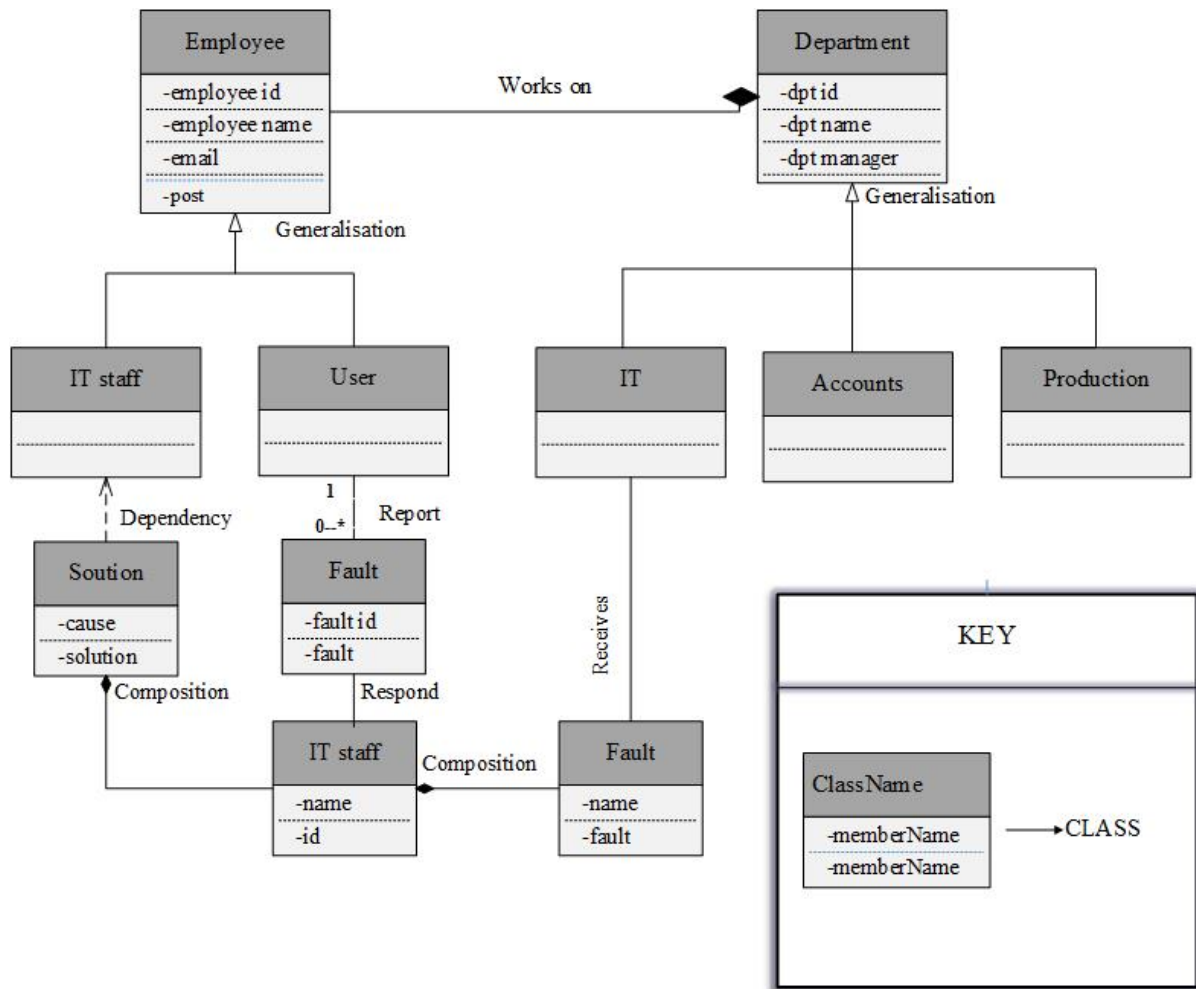 Employee
-employee id
-employee name
-email
-post
Works on
Department
-dpt id
-dpt name
-dpt manager
Generalisation
Generalisation
IT staff
User
IT
Accounts
Production
Dependency
1
0--*
Report
Soution
-cause
-solution
Fault
-fault id
-fault
Receives
Composition
Respond
IT staff
-name
-id
Composition
Fault
-name
-fault
KEY
ClassName
-memberName
-memberName
CLASS